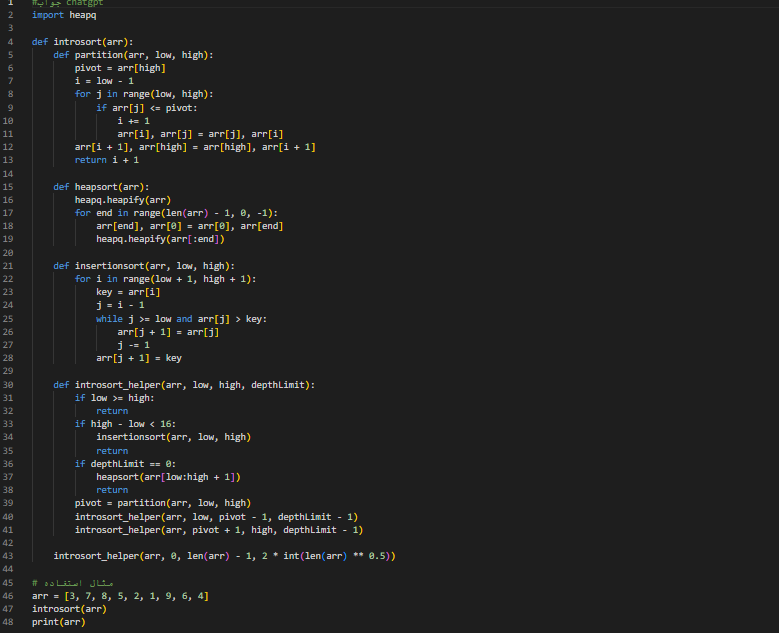 1 #جواب chatgpt
2 import heapq
3
4 def introsort(arr):
5     def partition(arr, low, high):
6         pivot = arr[high]
7         i = low - 1
8         for j in range(low, high):
9             if arr[j] <= pivot:
10                 i += 1
11                 arr[i], arr[j] = arr[j], arr[i]
12         arr[i + 1], arr[high] = arr[high], arr[i + 1]
13         return i + 1
14
15     def heapsort(arr):
16         heapq.heapify(arr)
17         for end in range(len(arr) - 1, 0, -1):
18             arr[end], arr[0] = arr[0], arr[end]
19             heapq.heapify(arr[:end])
20
21     def insertionsort(arr, low, high):
22         for i in range(low + 1, high + 1):
23             key = arr[i]
24             j = i - 1
25             while j >= low and arr[j] > key:
26                 arr[j + 1] = arr[j]
27                 j -= 1
28             arr[j + 1] = key
29
30     def introsort_helper(arr, low, high, depthLimit):
31         if low >= high:
32             return
33         if high - low < 16:
34             insertionsort(arr, low, high)
35             return
36         if depthLimit == 0:
37             heapsort(arr[low:high + 1])
38             return
39         pivot = partition(arr, low, high)
40         introsort_helper(arr, low, pivot - 1, depthLimit - 1)
41         introsort_helper(arr, pivot + 1, high, depthLimit - 1)
42
43     introsort_helper(arr, 0, len(arr) - 1, 2 * int(len(arr) ** 0.5))
44
45 # مثال استفاده
46 arr = [3, 7, 8, 5, 2, 1, 9, 6, 4]
47 introsort(arr)
48 print(arr)